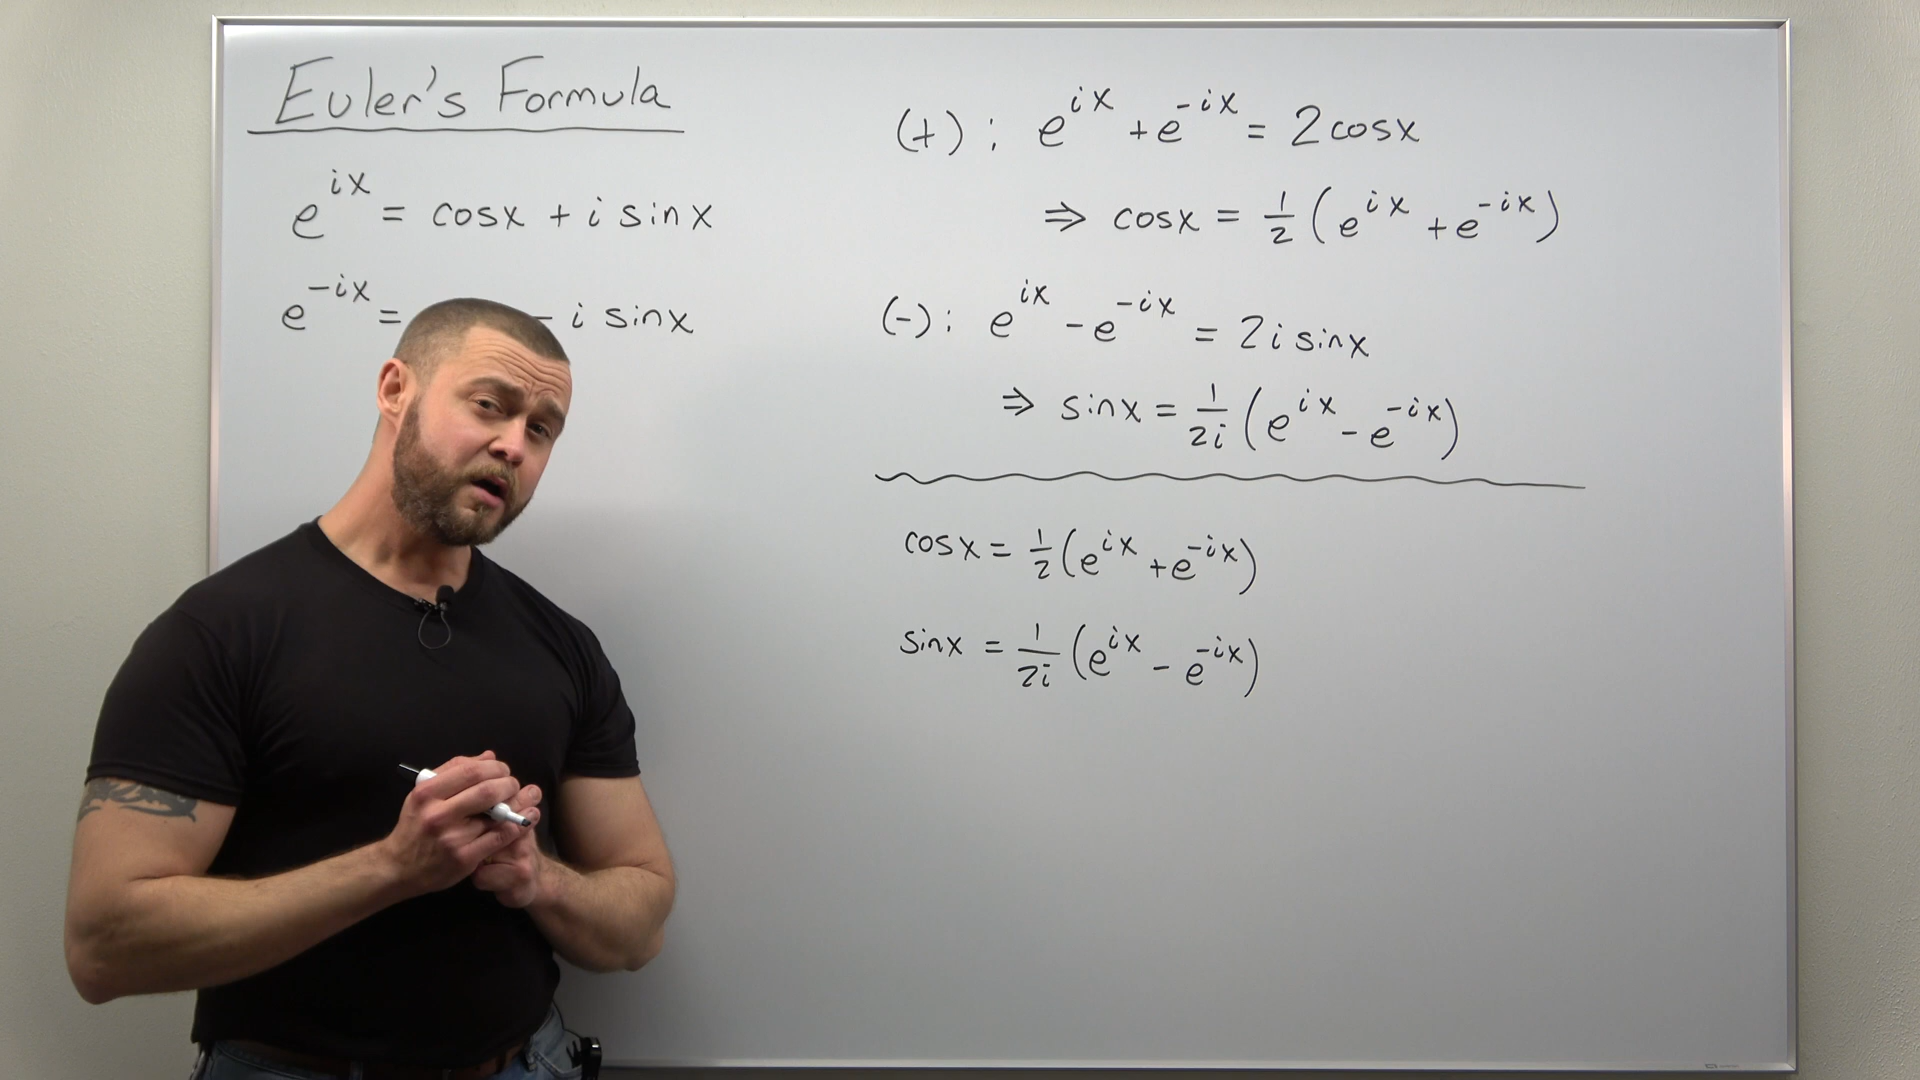 Euler's Formula
e^{ix} = cosx + i sinx
e^{-ix} = - i sinx
(+) : e^{ix} + e^{-ix} = 2cosx
⇒ cosx = 1/2 (e^{ix} + e^{-ix})
(-) : e^{ix} - e^{-ix} = 2i sinx
⇒ sinx = 1/2i (e^{ix} - e^{-ix})
cosx = 1/2 (e^{ix} + e^{-ix})
sinx = 1/2i (e^{ix} - e^{-ix})